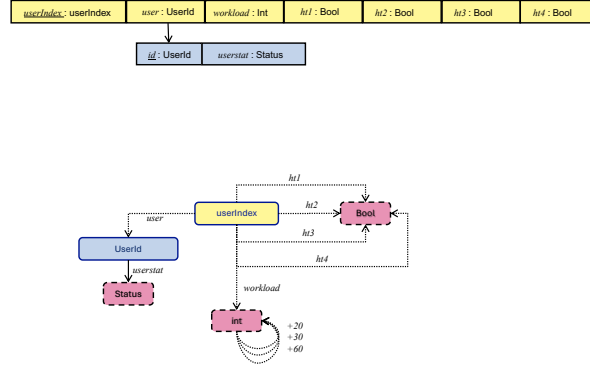 userIndex : userIndex user : UserId workload : Int ht1 : Bool ht2 : Bool ht3 : Bool ht4 : Bool
id : UserId userstat : Status
ht1
userIndex ht2 Bool
user
ht3
UserId
ht4
userstat
workload
Status
int
+20
+30
+60